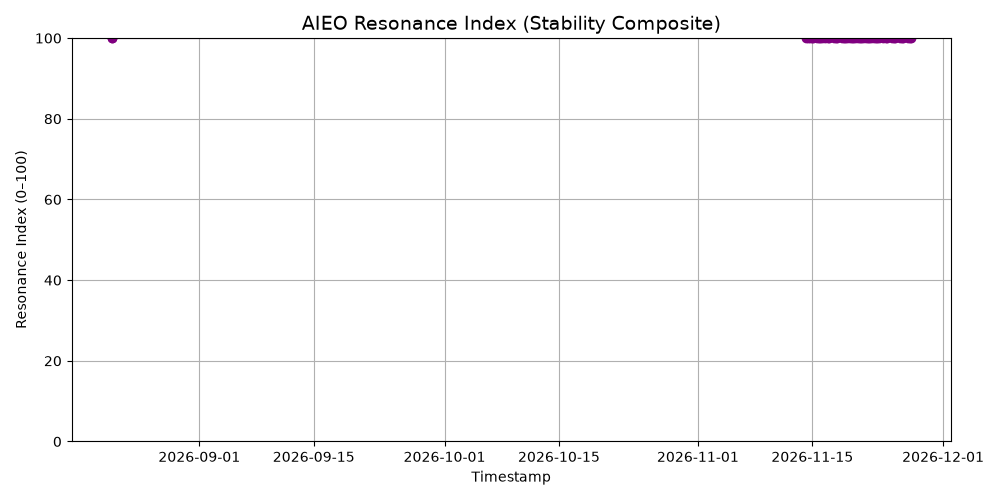 AIEO Resonance Index (Stability Composite)
100
80
60
40
20
0
Resonance Index (0–100)
2026-09-01 2026-09-15 2026-10-01 2026-10-15 2026-11-01 2026-11-15 2026-12-01
Timestamp